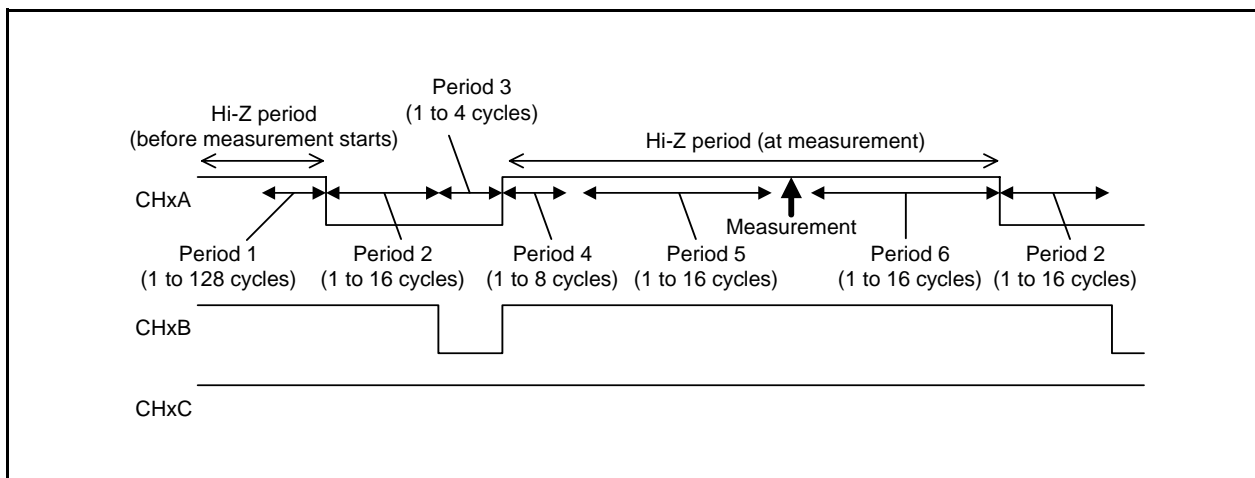 Period 3
(1 to 4 cycles)
Hi-Z period
(before measurement starts)
Hi-Z period (at measurement)
CHxA
Measurement
Period 1
(1 to 128 cycles)
Period 2
(1 to 16 cycles)
Period 4
(1 to 8 cycles)
Period 5
(1 to 16 cycles)
Period 6
(1 to 16 cycles)
Period 2
(1 to 16 cycles)
CHxB
CHxC